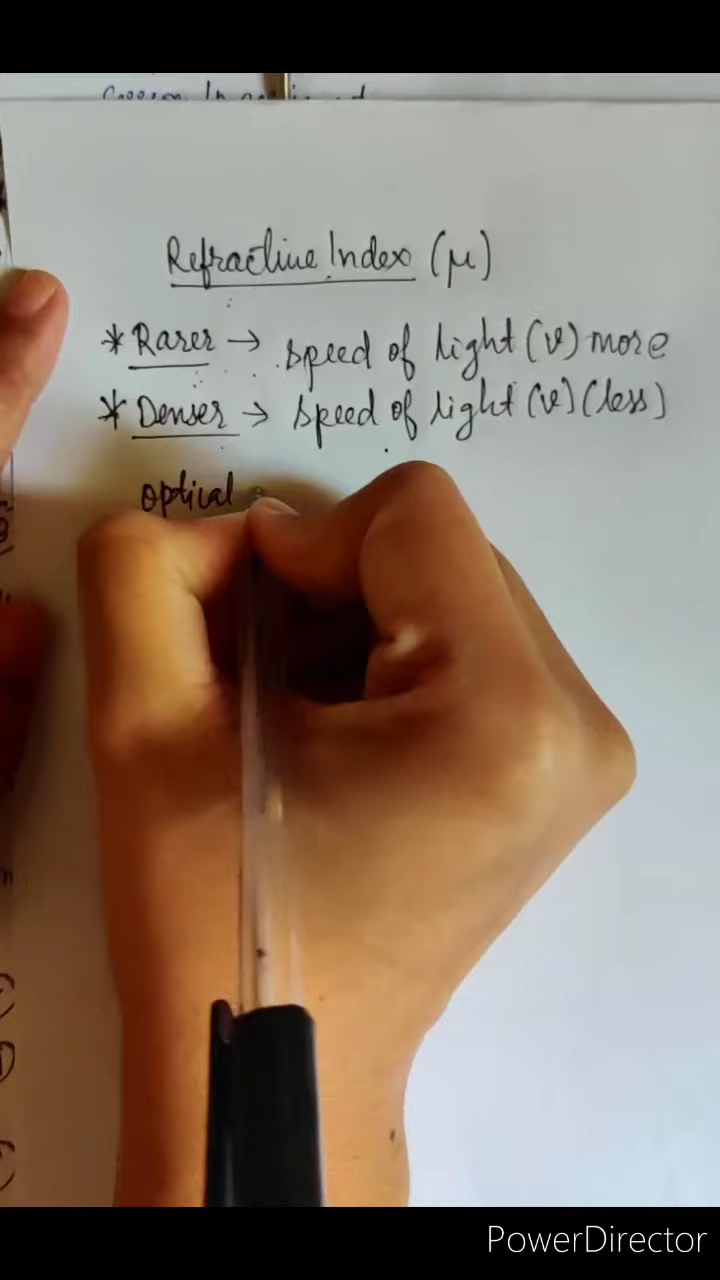 Refractive Index (μ)
* Rarer → speed of light (v) more
* Denser → speed of light (v) (less)
optical
PowerDirector